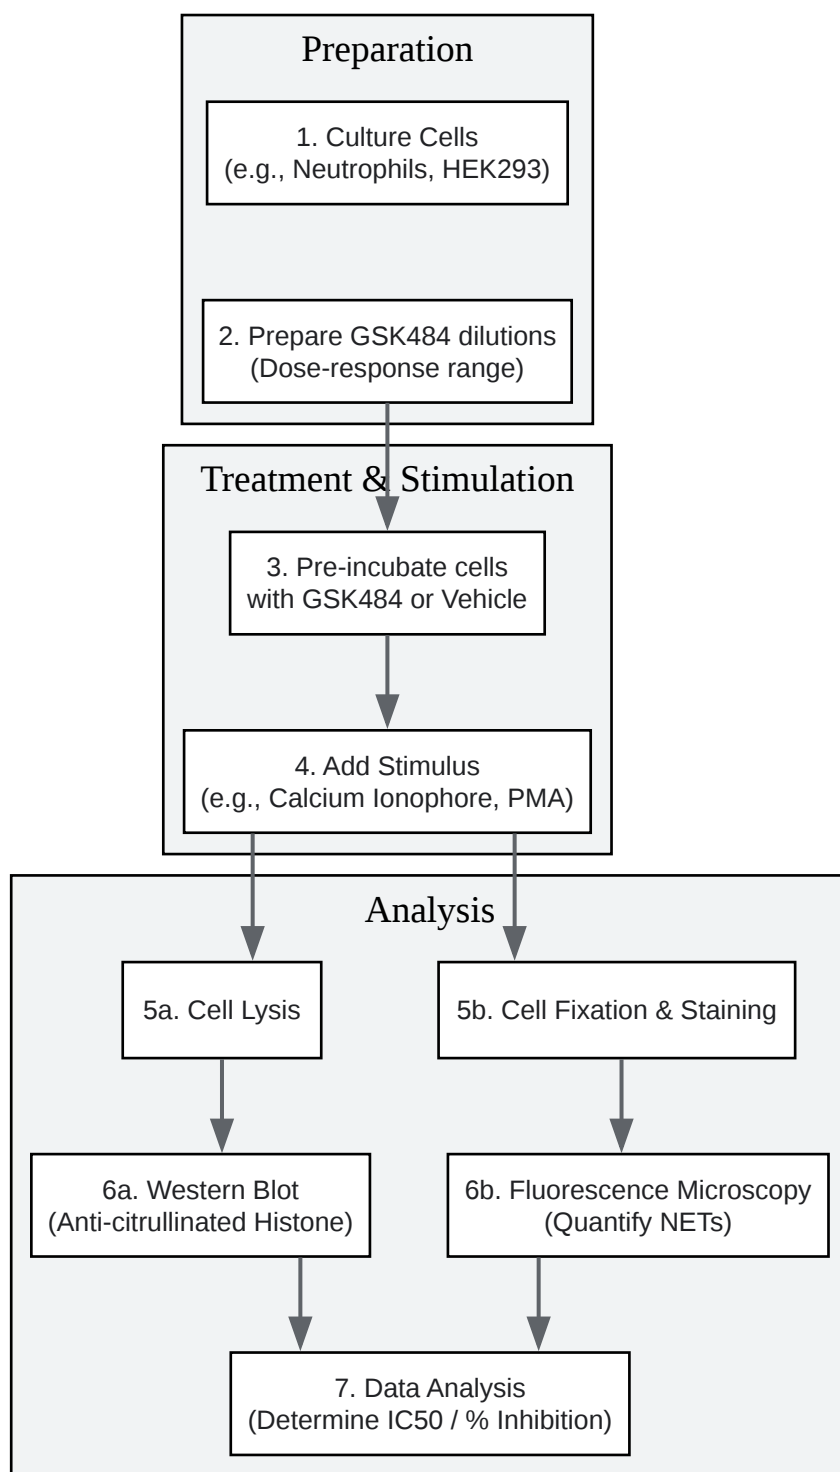 Preparation
1. Culture Cells
(e.g., Neutrophils, HEK293)
2. Prepare GSK484 dilutions
(Dose-response range)
Treatment & Stimulation
3. Pre-incubate cells
with GSK484 or Vehicle
4. Add Stimulus
(e.g., Calcium Ionophore, PMA)
Analysis
5a. Cell Lysis
5b. Cell Fixation & Staining
6a. Western Blot
(Anti-citrullinated Histone)
6b. Fluorescence Microscopy
(Quantify NETs)
7. Data Analysis
(Determine IC50 / % Inhibition)